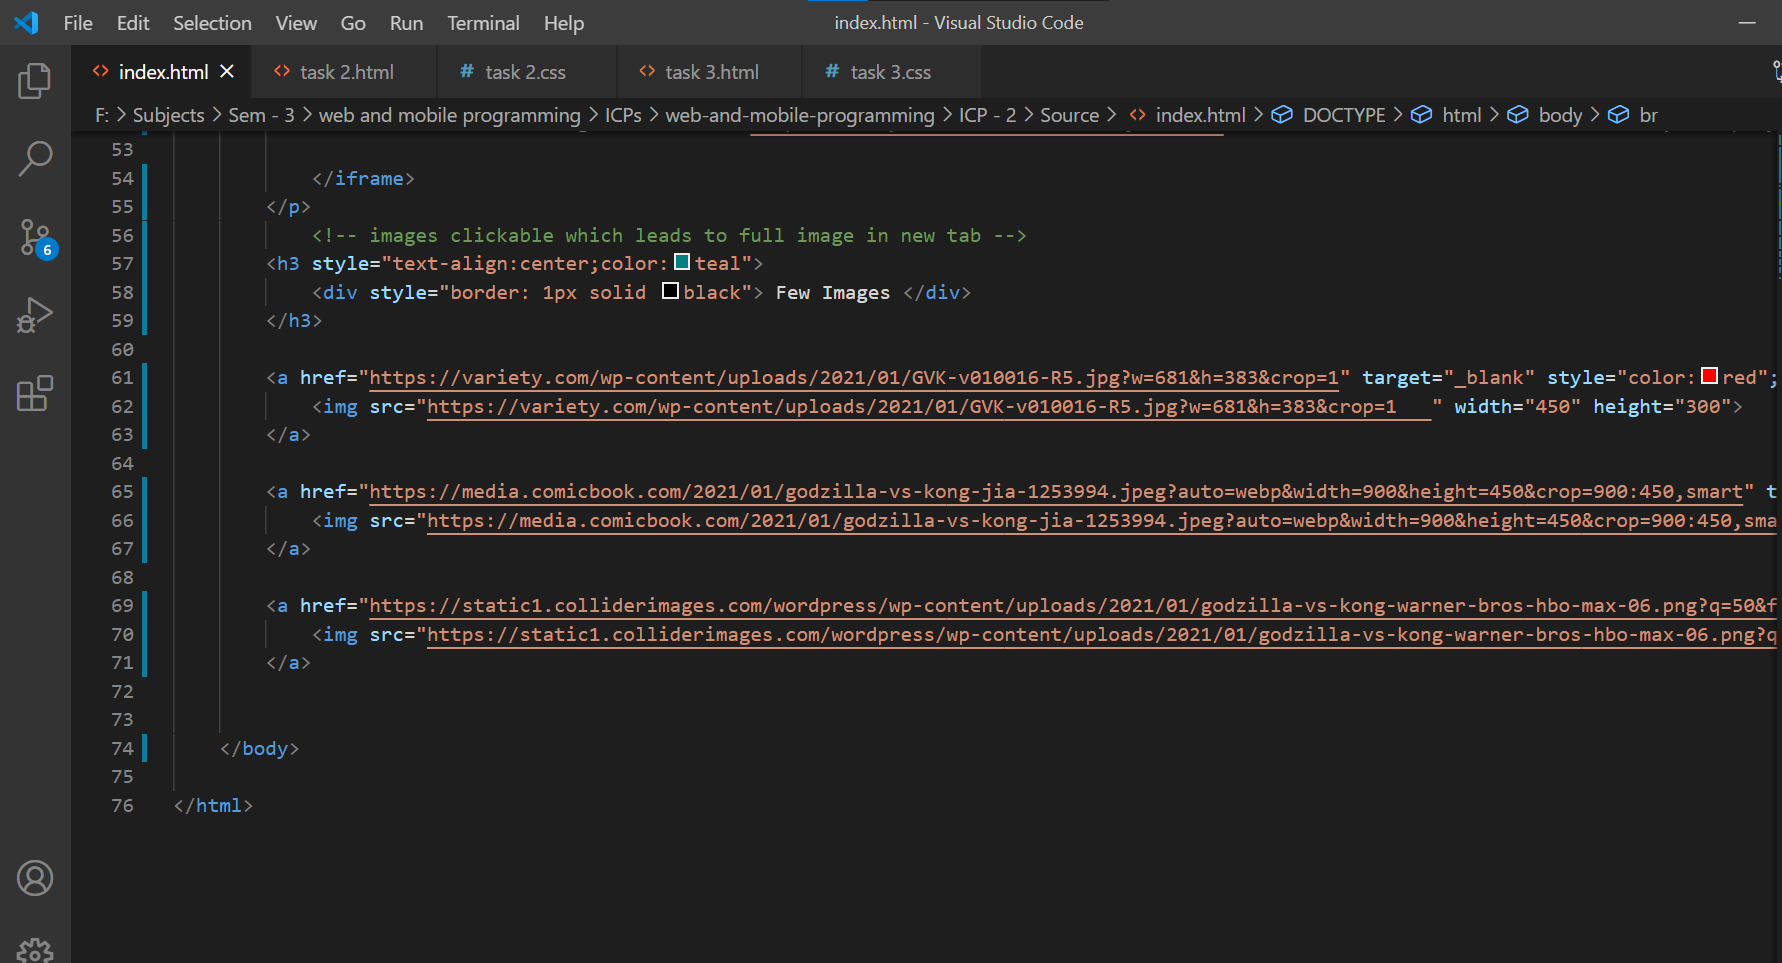 File Edit Selection View Go Run Terminal Help index.html - Visual Studio Code
index.html task 2.html # task 2.css task 3.html # task 3.css
F: > Subjects > Sem - 3 > web and mobile programming > ICPs > web-and-mobile-programming > ICP - 2 > Source > index.html > DOCTYPE > html > body > br
53
54 </iframe>
55 </p>
56 <!-- images clickable which leads to full image in new tab -->
57 <h3 style="text-align:center;color:teal">
58 <div style="border: 1px solid black"> Few Images </div>
59 </h3>
60
61 <a href="https://variety.com/wp-content/uploads/2021/01/GVK-v010016-R5.jpg?w=681&h=383&crop=1" target="_blank" style="color:red";
62 <img src="https://variety.com/wp-content/uploads/2021/01/GVK-v010016-R5.jpg?w=681&h=383&crop=1   " width="450" height="300">
63 </a>
64
65 <a href="https://media.comicbook.com/2021/01/godzilla-vs-kong-jia-1253994.jpeg?auto=webp&width=900&height=450&crop=900:450,smart" t
66 <img src="https://media.comicbook.com/2021/01/godzilla-vs-kong-jia-1253994.jpeg?auto=webp&width=900&height=450&crop=900:450,sma
67 </a>
68
69 <a href="https://static1.colliderimages.com/wordpress/wp-content/uploads/2021/01/godzilla-vs-kong-warner-bros-hbo-max-06.png?q=50&f
70 <img src="https://static1.colliderimages.com/wordpress/wp-content/uploads/2021/01/godzilla-vs-kong-warner-bros-hbo-max-06.png?q
71 </a>
72
73
74 </body>
75
76 </html>
6